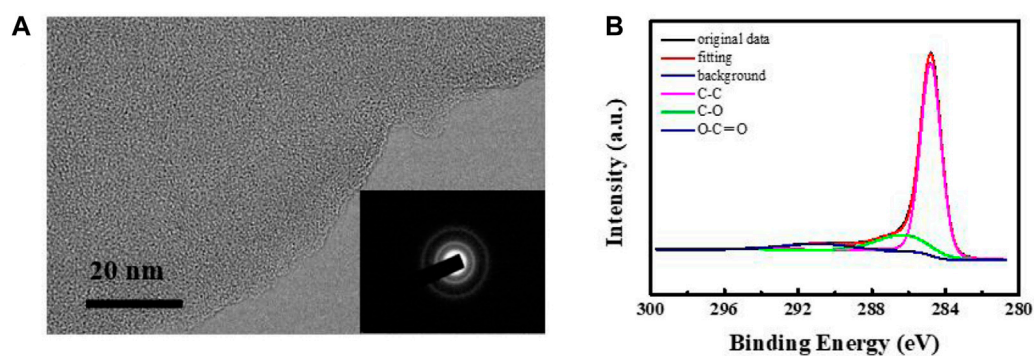 A
20 nm
B
original data
fitting
background
C-C
C-O
O-C=O
Intensity (a.u.)
300 296 292 288 284 280
Binding Energy (eV)